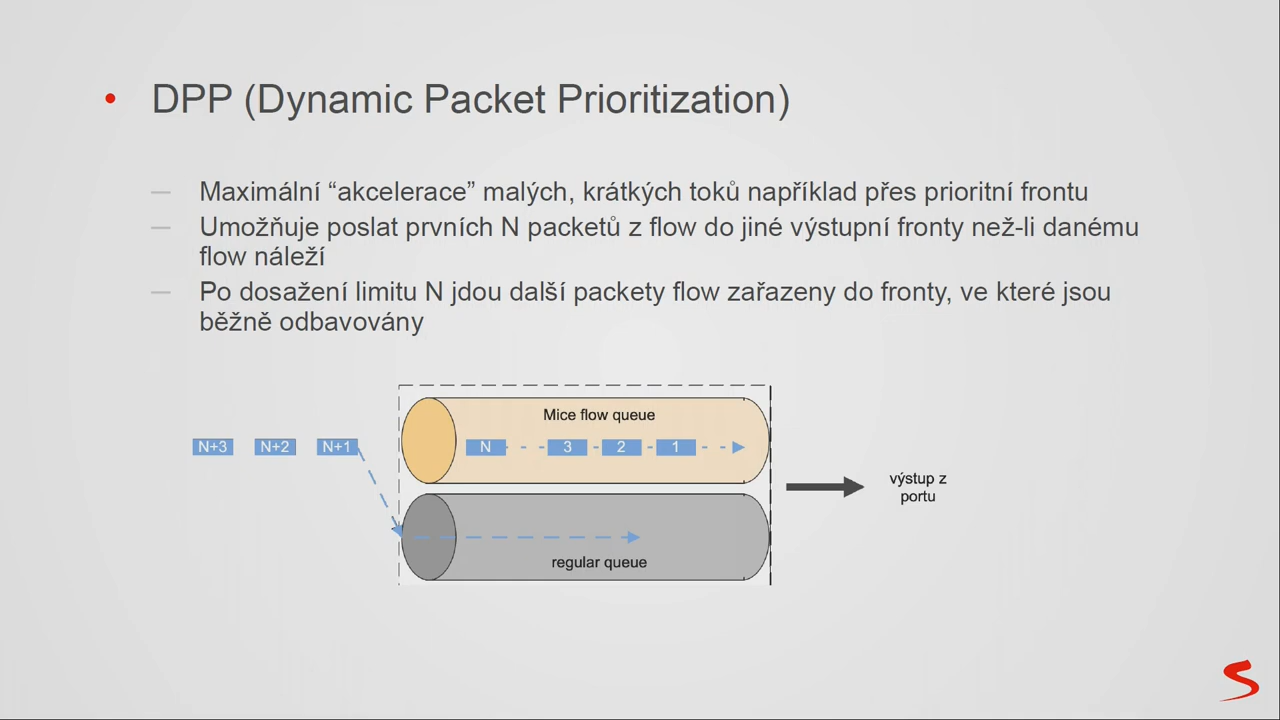 DPP (Dynamic Packet Prioritization)
Maximální “akcelerace” malých, krátkých toků například přes prioritní frontu
Umožňuje poslat prvních N packetů z flow do jiné výstupní fronty než-li danému
flow náleží
Po dosažení limitu N jdou další packety flow zařazeny do fronty, ve které jsou
běžně odbavovány
Mice flow queue
N+3 N+2 N+1 N 3 2 1
výstup z
portu
regular queue